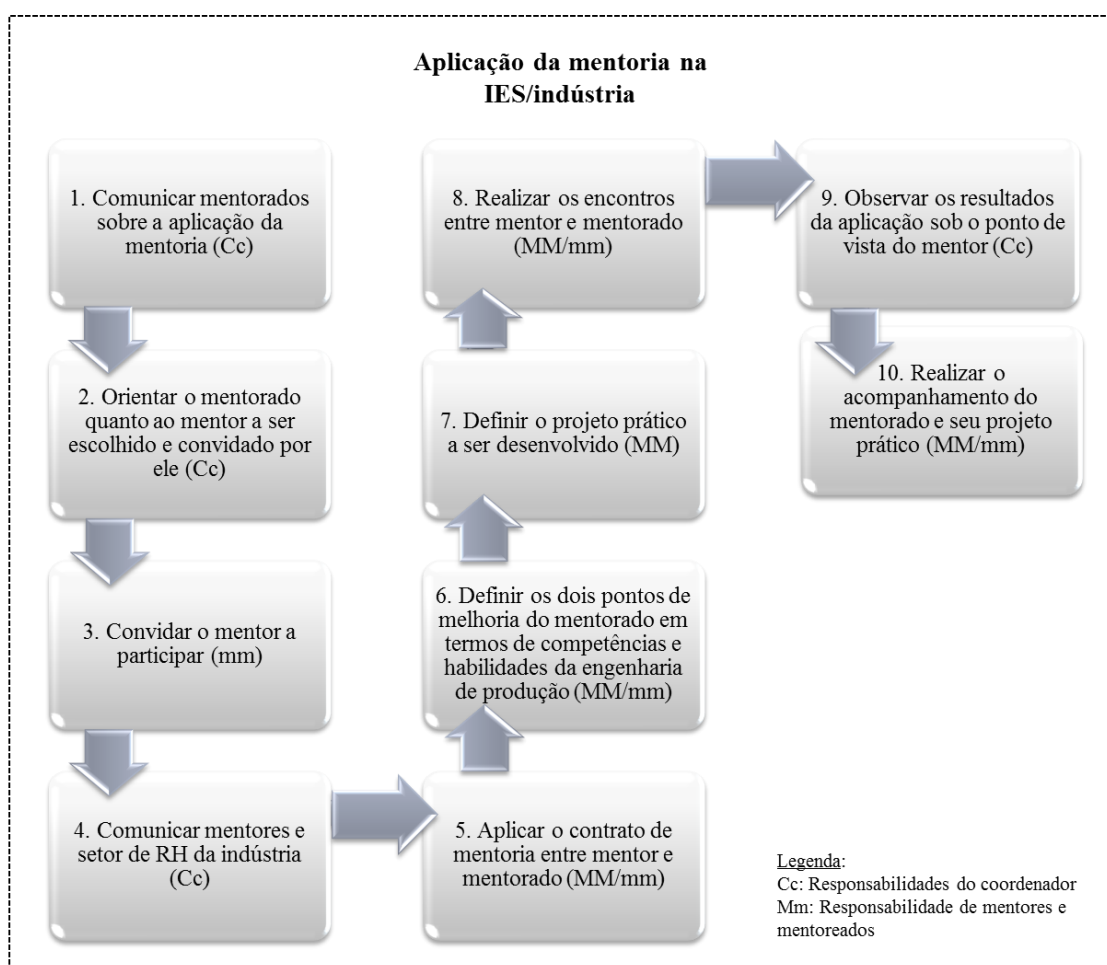 Aplicação da mentoria na
IES/indústria
1. Comunicar mentorados
sobre a aplicação da
mentoria (Cc)
2. Orientar o mentorado
quanto ao mentor a ser
escolhido e convidado por
ele (Cc)
3. Convidar o mentor a
participar (mm)
4. Comunicar mentores e
setor de RH da indústria
(Cc)
5. Aplicar o contrato de
mentoria entre mentor e
mentorado (MM/mm)
6. Definir os dois pontos de
melhoria do mentorado em
termos de competências e
habilidades da engenharia
de produção (MM/mm)
7. Definir o projeto prático
a ser desenvolvido (MM)
8. Realizar os encontros
entre mentor e mentorado
(MM/mm)
9. Observar os resultados
da aplicação sob o ponto de
vista do mentor (Cc)
10. Realizar o
acompanhamento do
mentorado e seu projeto
prático (MM/mm)
Legenda:
Cc: Responsabilidades do coordenador
Mm: Responsabilidade de mentores e
mentoreados